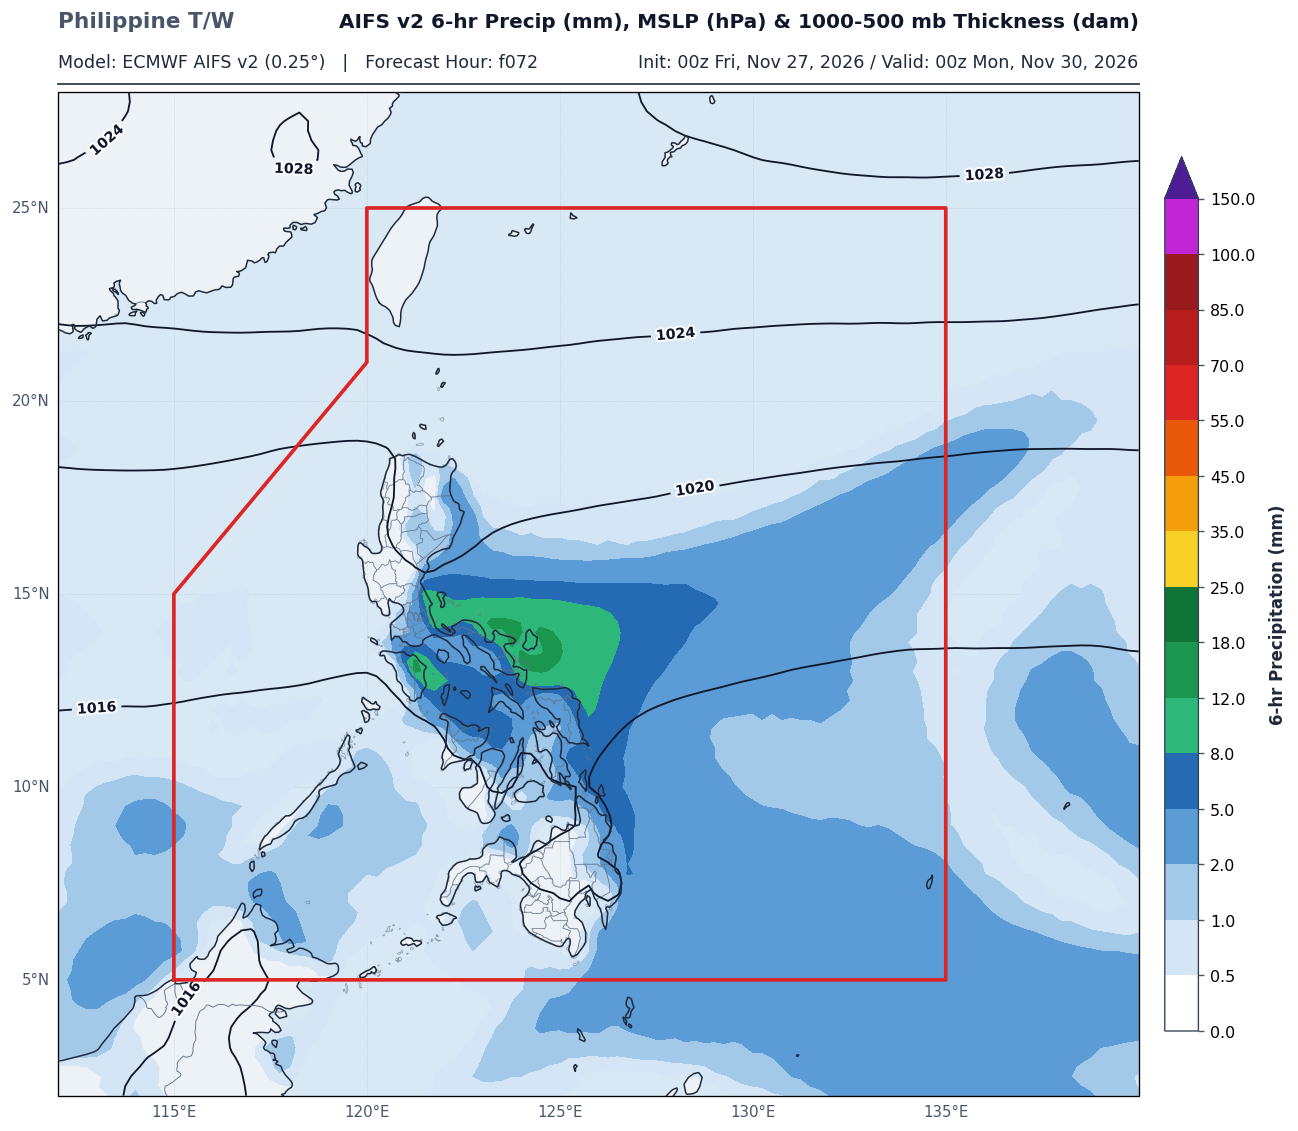 Philippine T/W
AIFS v2 6-hr Precip (mm), MSLP (hPa) & 1000-500 mb Thickness (dam)
Model: ECMWF AIFS v2 (0.25°) | Forecast Hour: f072
Init: 00z Fri, Nov 27, 2026 / Valid: 00z Mon, Nov 30, 2026
1024
1028
1028
1024
1020
1016
1016
25°N
20°N
15°N
10°N
5°N
115°E
120°E
125°E
130°E
135°E
150.0
100.0
85.0
70.0
55.0
45.0
35.0
25.0
18.0
12.0
8.0
5.0
2.0
1.0
0.5
0.0
6-hr Precipitation (mm)